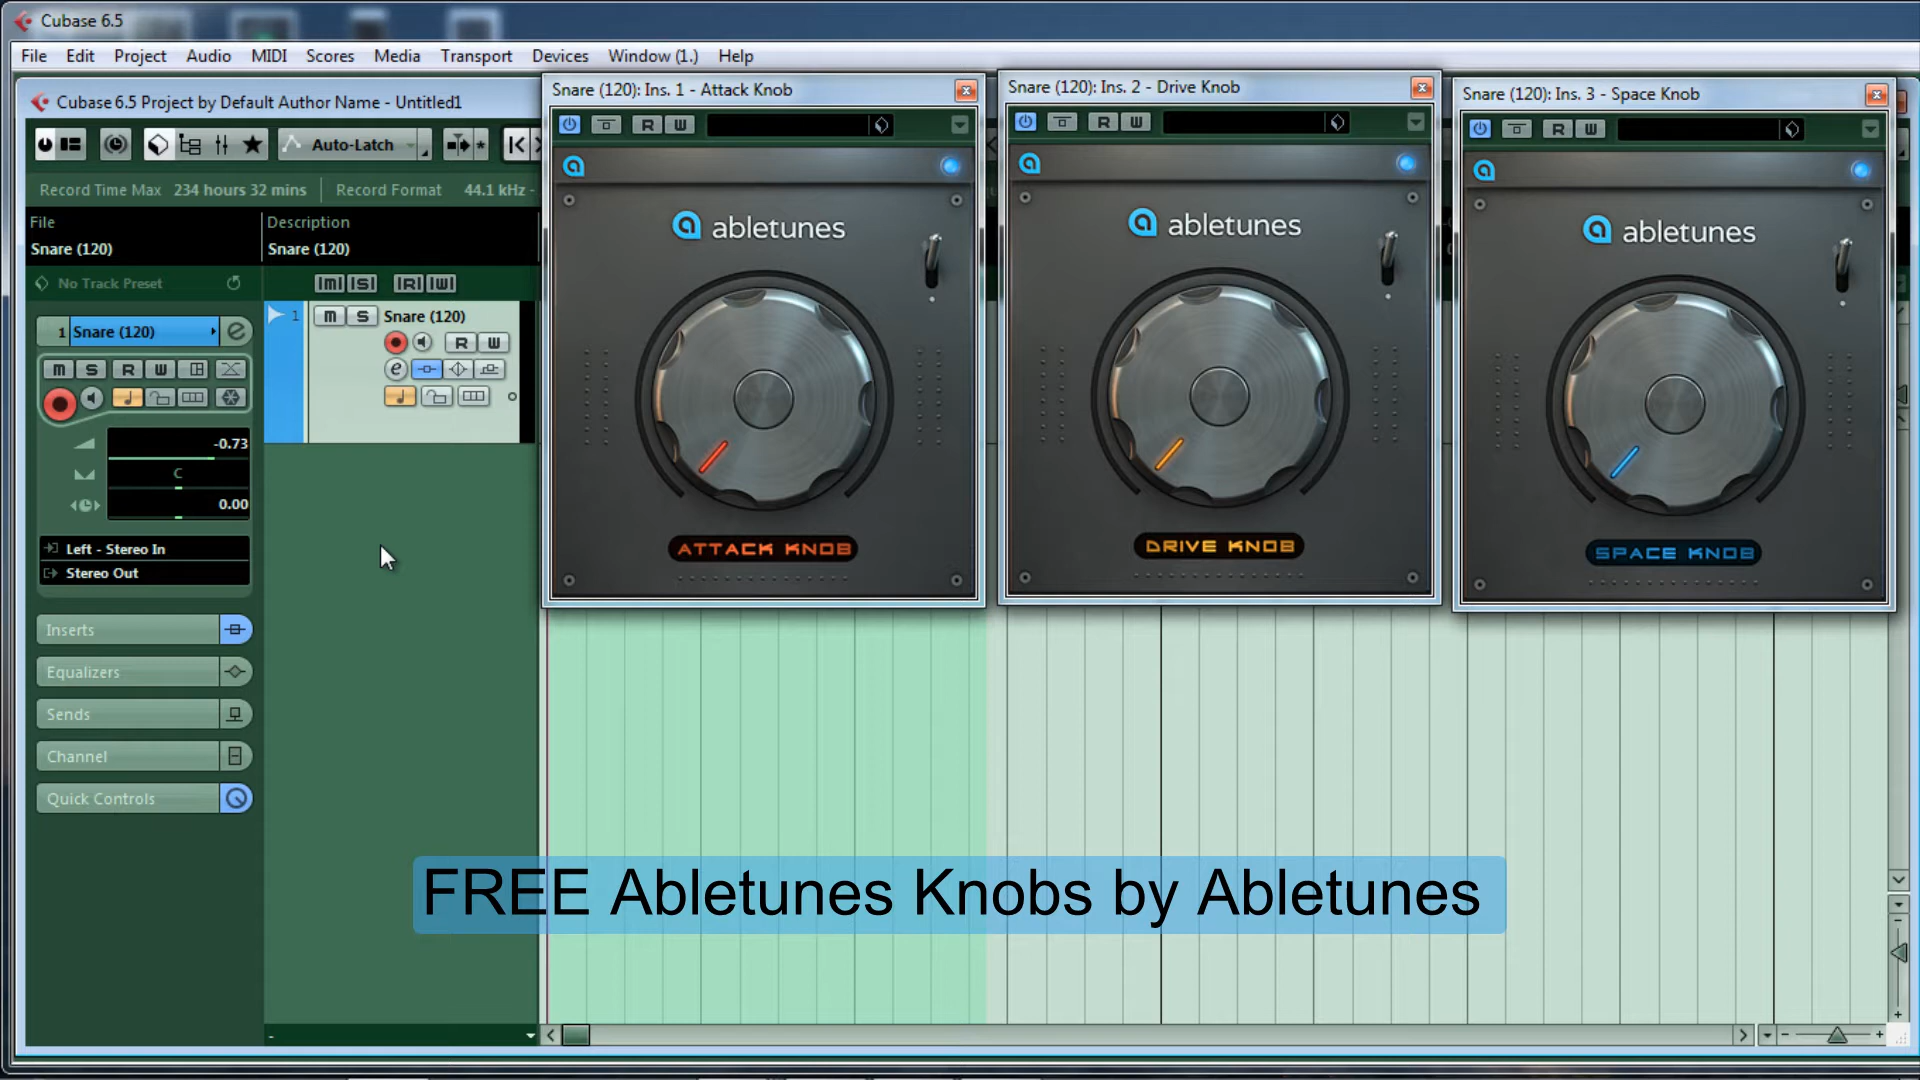 Cubase 6.5
File Edit Project Audio MIDI Scores Media Transport Devices Window (1.) Help
Cubase 6.5 Project by Default Author Name - Untitled1
Auto-Latch
Record Time Max 234 hours 32 mins Record Format 44.1 kHz -
File Description
Snare (120) Snare (120)
No Track Preset
M S R W
1 Snare (120) e
M S R W
-0.73
C
0.00
Left - Stereo In
Stereo Out
Inserts
Equalizers
Sends
Channel
Quick Controls
1 M S Snare (120)
R W
e
Snare (120): Ins. 1 - Attack Knob
R W
a
a abletunes
ATTACK KNOB
Snare (120): Ins. 2 - Drive Knob
R W
a
a abletunes
DRIVE KNOB
Snare (120): Ins. 3 - Space Knob
R W
a
a abletunes
SPACE KNOB
FREE Abletunes Knobs by Abletunes